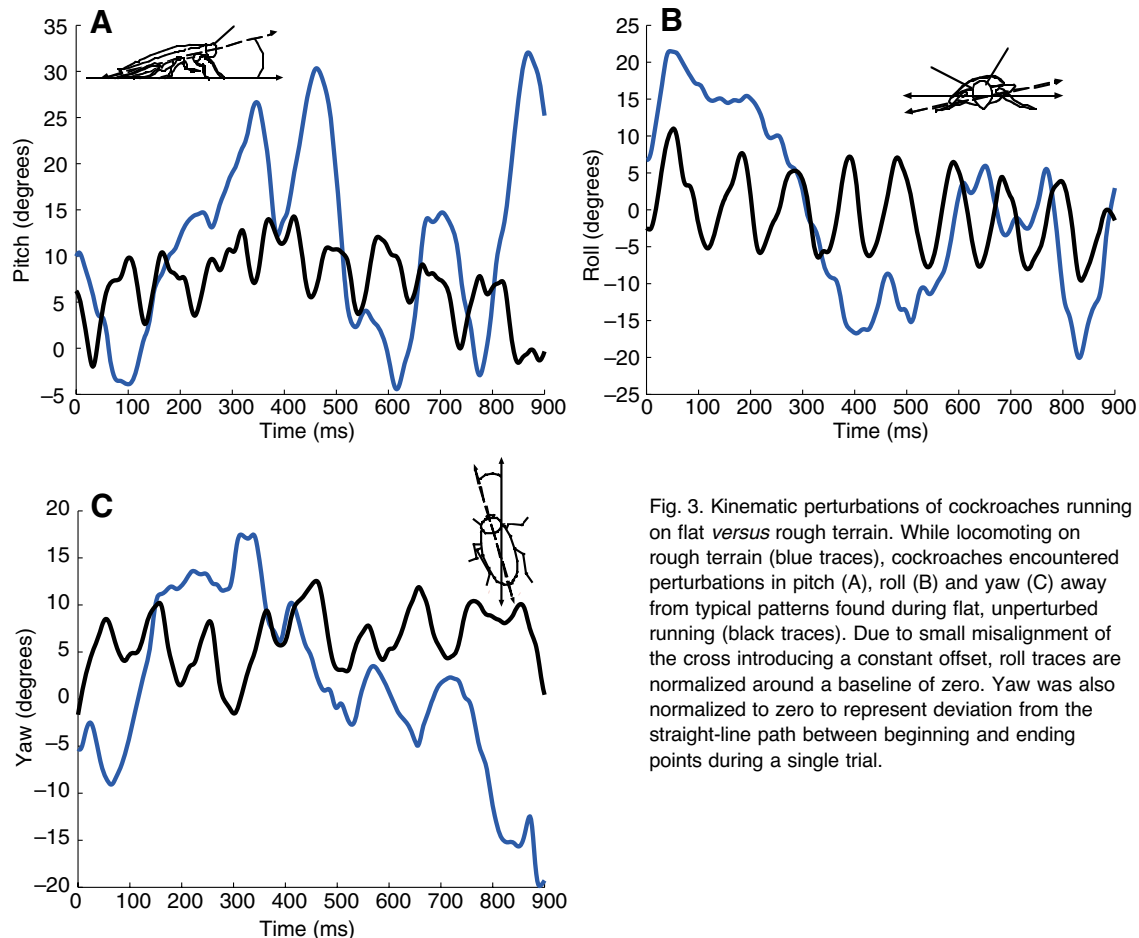 A
35
30
25
20
15
10
5
0
–5
Pitch (degrees)
0 100 200 300 400 500 600 700 800 900
Time (ms)
B
25
20
15
10
5
0
–5
–10
–15
–20
–25
Roll (degrees)
0 100 200 300 400 500 600 700 800 900
Time (ms)
C
20
15
10
5
0
–5
–10
–15
–20
Yaw (degrees)
0 100 200 300 400 500 600 700 800 900
Time (ms)
Fig. 3. Kinematic perturbations of cockroaches running
on flat versus rough terrain. While locomoting on
rough terrain (blue traces), cockroaches encountered
perturbations in pitch (A), roll (B) and yaw (C) away
from typical patterns found during flat, unperturbed
running (black traces). Due to small misalignment of
the cross introducing a constant offset, roll traces are
normalized around a baseline of zero. Yaw was also
normalized to zero to represent deviation from the
straight-line path between beginning and ending
points during a single trial.